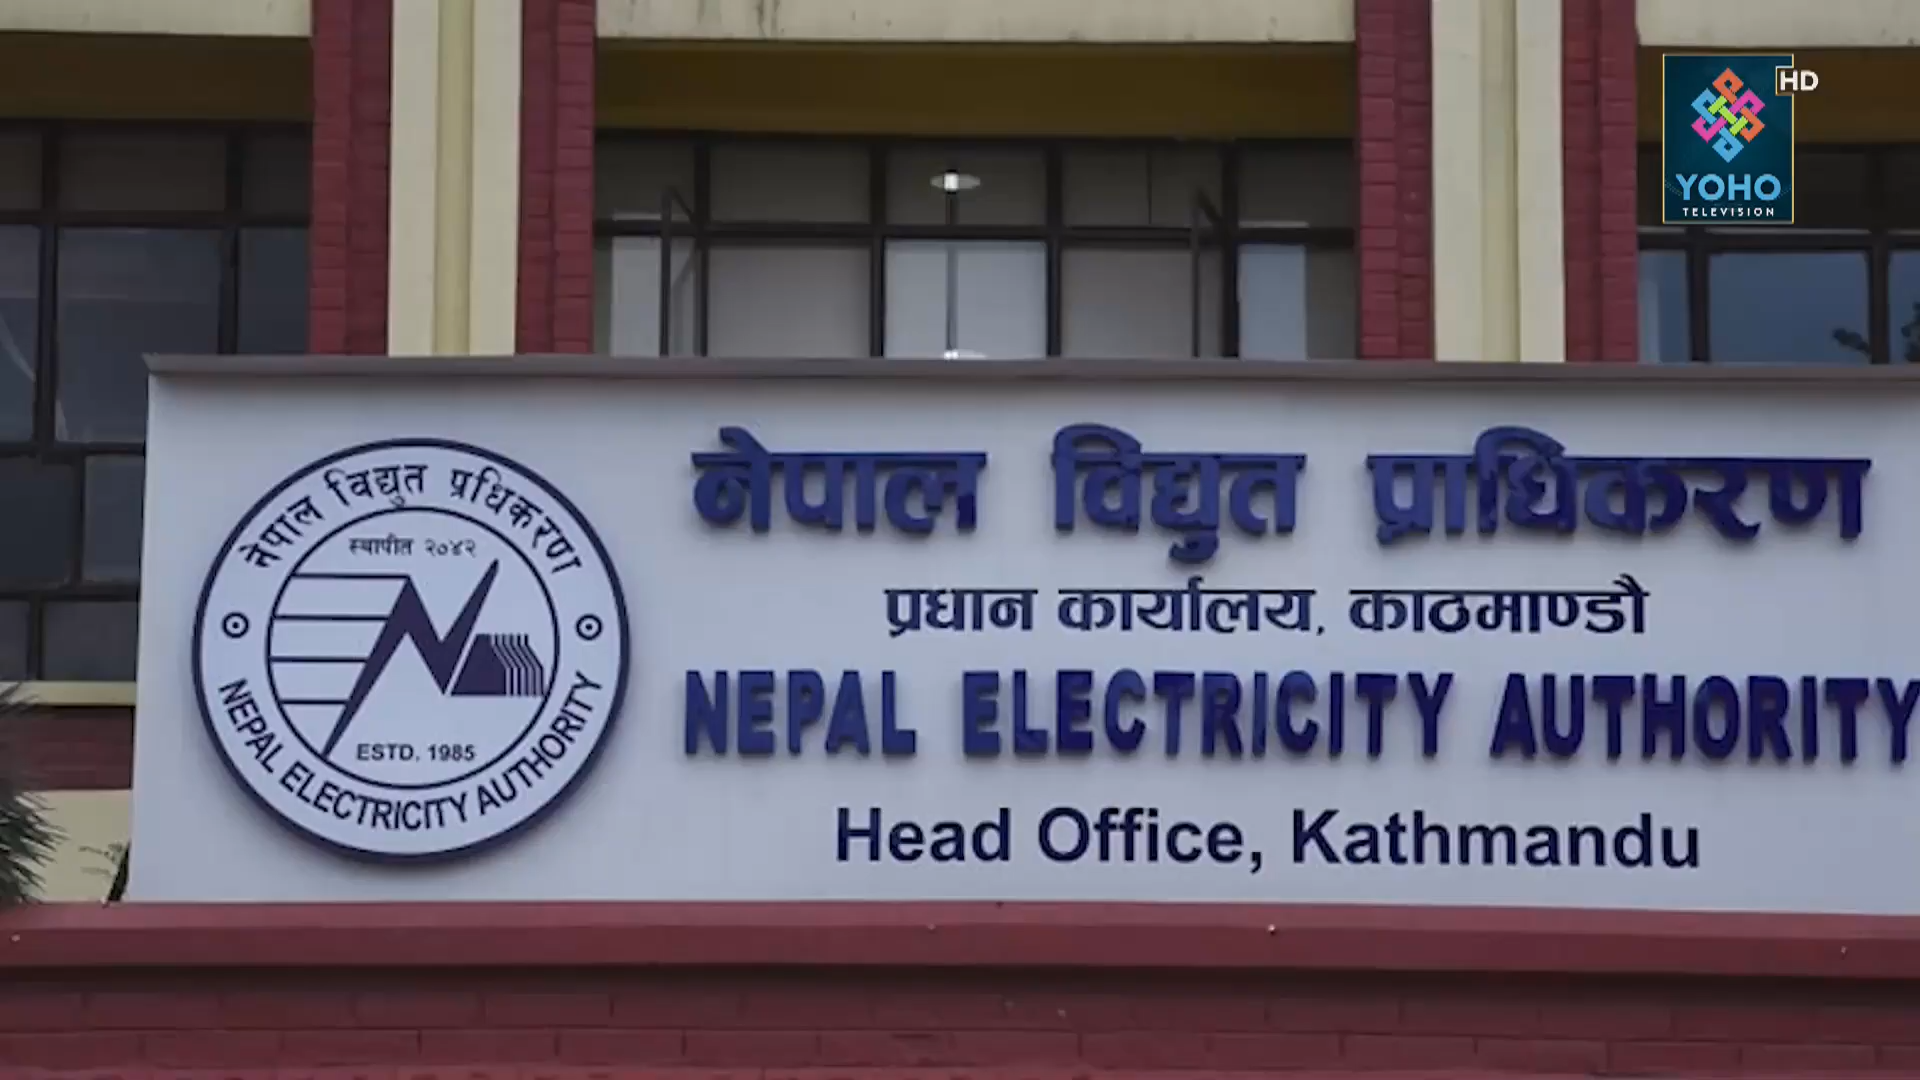 HD
YOHO
TELEVISION
नेपाल विद्युत प्रधिकरण
स्थापीत २०४२
ESTD. 1985
NEPAL ELECTRICITY AUTHORITY
नेपाल विद्युत प्राधिकरण
प्रधान कार्यालय, काठमाण्डौ
NEPAL ELECTRICITY AUTHORITY
Head Office, Kathmandu